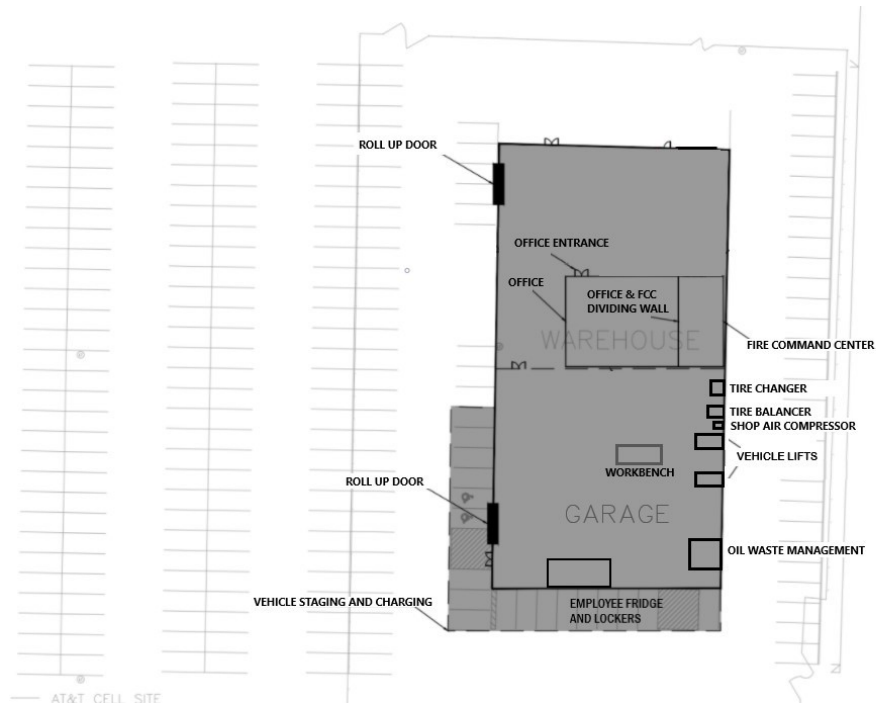 ROLL UP DOOR
OFFICE ENTRANCE
OFFICE
OFFICE & FCC
DIVIDING WALL
WAREHOUSE
FIRE COMMAND CENTER
TIRE CHANGER
TIRE BALANCER
SHOP AIR COMPRESSOR
VEHICLE LIFTS
WORKBENCH
ROLL UP DOOR
GARAGE
OIL WASTE MANAGEMENT
VEHICLE STAGING AND CHARGING
EMPLOYEE FRIDGE
AND LOCKERS
AT&T CELL SITE